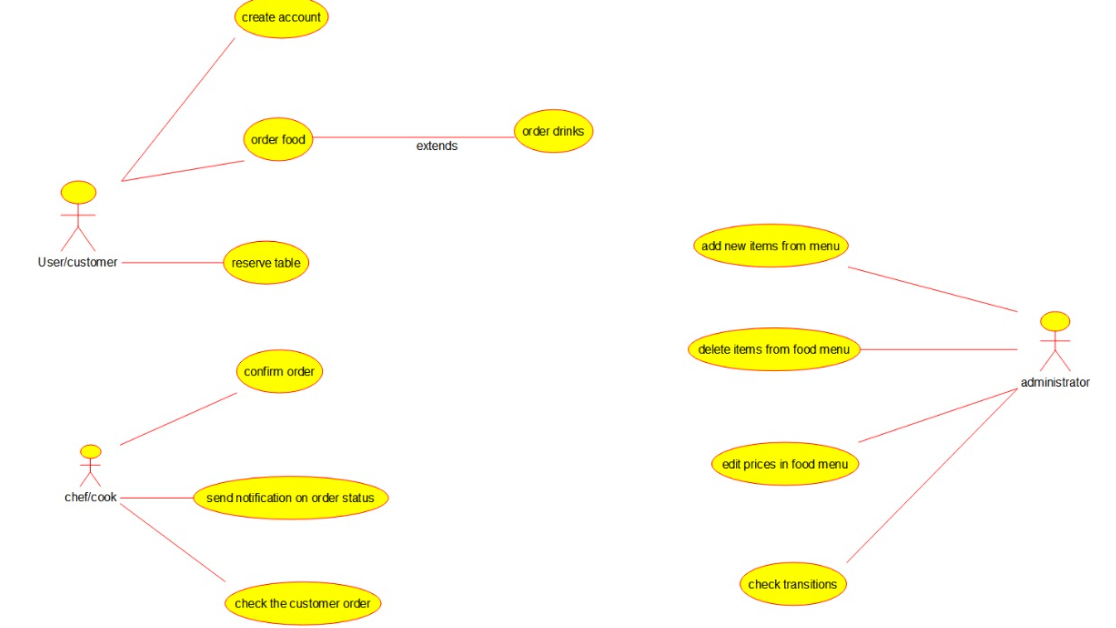 create account
order food
extends
order drinks
User/customer
reserve table
add new items from menu
delete items from food menu
administrator
confirm order
edit prices in food menu
chef/cook
send notification on order status
check transitions
check the customer order